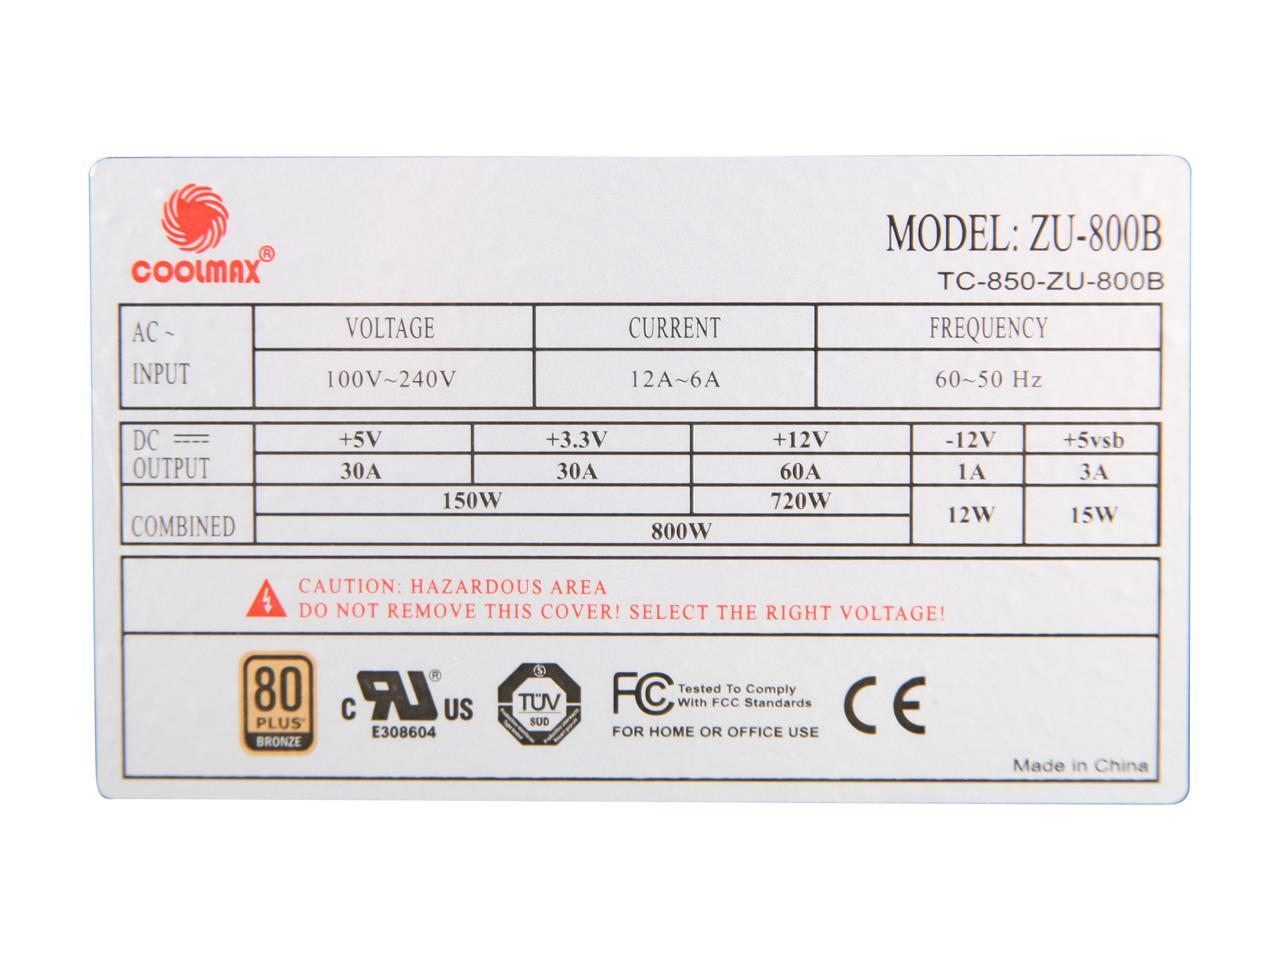 COOLMAX®
MODEL: ZU-800B
TC-850-ZU-800B
AC ~ INPUT
VOLTAGE CURRENT FREQUENCY
100V~240V 12A~6A 60~50 Hz
DC OUTPUT
+5V +3.3V +12V -12V +5vsb
30A 30A 60A 1A 3A
COMBINED
150W 720W 12W 15W
800W
CAUTION: HAZARDOUS AREA
DO NOT REMOVE THIS COVER! SELECT THE RIGHT VOLTAGE!
80 PLUS BRONZE
C UR ® US
E308604
TÜV SÜD
FCC Tested To Comply
With FCC Standards
FOR HOME OR OFFICE USE
CE
Made in China